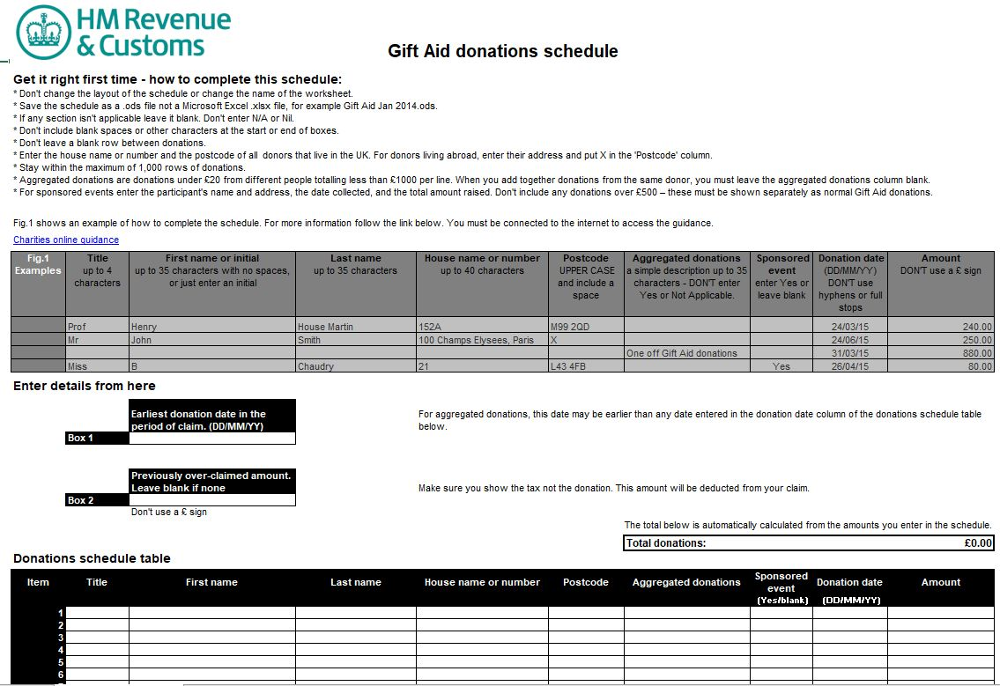 HM Revenue
& Customs
Gift Aid donations schedule
Get it right first time - how to complete this schedule:
* Don't change the layout of the schedule or change the name of the worksheet.
* Save the schedule as a .ods file not a Microsoft Excel .xlsx file, for example Gift Aid Jan 2014.ods.
* If any section isn't applicable leave it blank. Don't enter N/A or Nil.
* Don't include blank spaces or other characters at the start or end of boxes.
* Don't leave a blank row between donations.
* Enter the house name or number and the postcode of all donors that live in the UK. For donors living abroad, enter their address and put X in the 'Postcode' column.
* Stay within the maximum of 1,000 rows of donations.
* Aggregated donations are donations under £20 from different people totalling less than £1000 per line. When you add together donations from the same donor, you must leave the aggregated donations column blank.
* For sponsored events enter the participant's name and address, the date collected, and the total amount raised. Don't include any donations over £500 – these must be shown separately as normal Gift Aid donations.
Fig.1 shows an example of how to complete the schedule. For more information follow the link below. You must be connected to the internet to access the guidance.
Charities online guidance
Fig.1 Title First name or initial Last name House name or number Postcode Aggregated donations Sponsored Donation date Amount
Examples up to 4 up to 35 characters with no spaces, up to 35 characters up to 40 characters UPPER CASE a simple description up to 35 event (DD/MM/YY) DON'T use a £ sign
characters or just enter an initial and include a characters - DON'T enter enter Yes or DON'T use
space Yes or Not Applicable. leave blank hyphens or full
stops
Prof Henry House Martin 152A M99 2QD 24/03/15 240.00
Mr John Smith 100 Champs Elysees, Paris X 24/06/15 250.00
One off Gift Aid donations 31/03/15 880.00
Miss B Chaudry 21 L43 4FB Yes 26/04/15 80.00
Enter details from here
Earliest donation date in the
period of claim. (DD/MM/YY)
For aggregated donations, this date may be earlier than any date entered in the donation date column of the donations schedule table
below.
Box 1
Previously over-claimed amount.
Leave blank if none
Make sure you show the tax not the donation. This amount will be deducted from your claim.
Box 2
Don't use a £ sign
The total below is automatically calculated from the amounts you enter in the schedule.
Total donations: £0.00
Donations schedule table
Item Title First name Last name House name or number Postcode Aggregated donations Sponsored Donation date Amount
event
(Yes/blank) (DD/MM/YY)
1
2
3
4
5
6